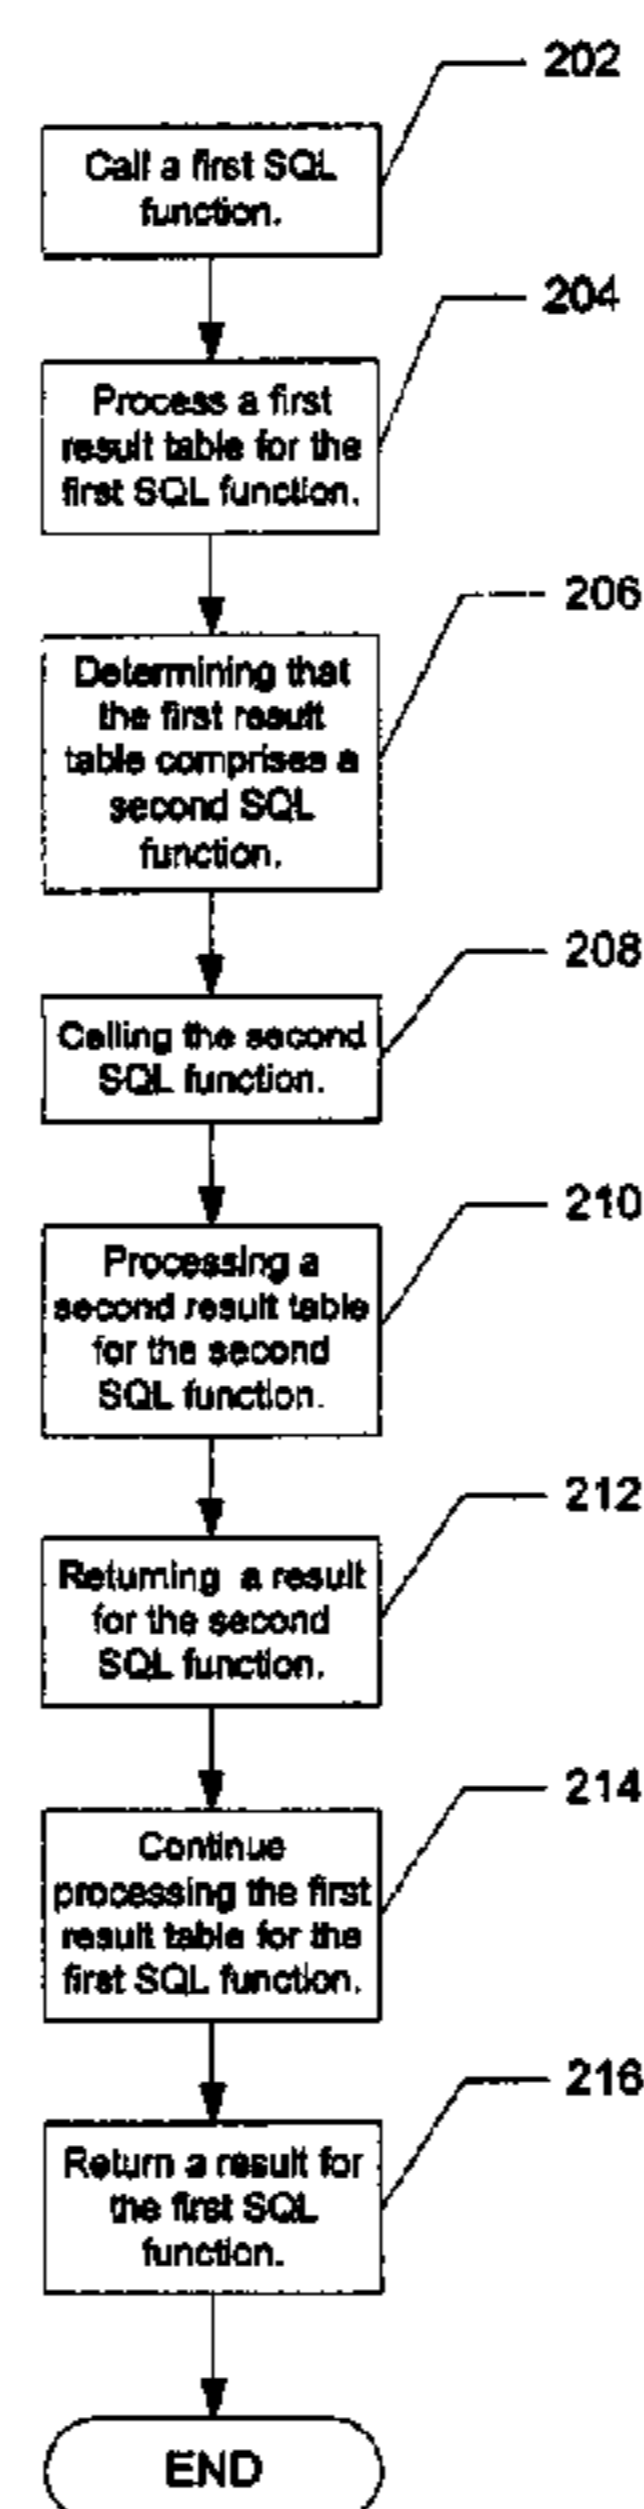 202
Call a first SQL
function.
204
Process a first
result table for the
first SQL function.
206
Determining that
the first result
table comprises a
second SQL
function.
208
Calling the second
SQL function.
210
Processing a
second result table
for the second
SQL function.
212
Returning a result
for the second
SQL function.
214
Continue
processing the first
result table for the
first SQL function.
216
Return a result for
the first SQL
function.
END